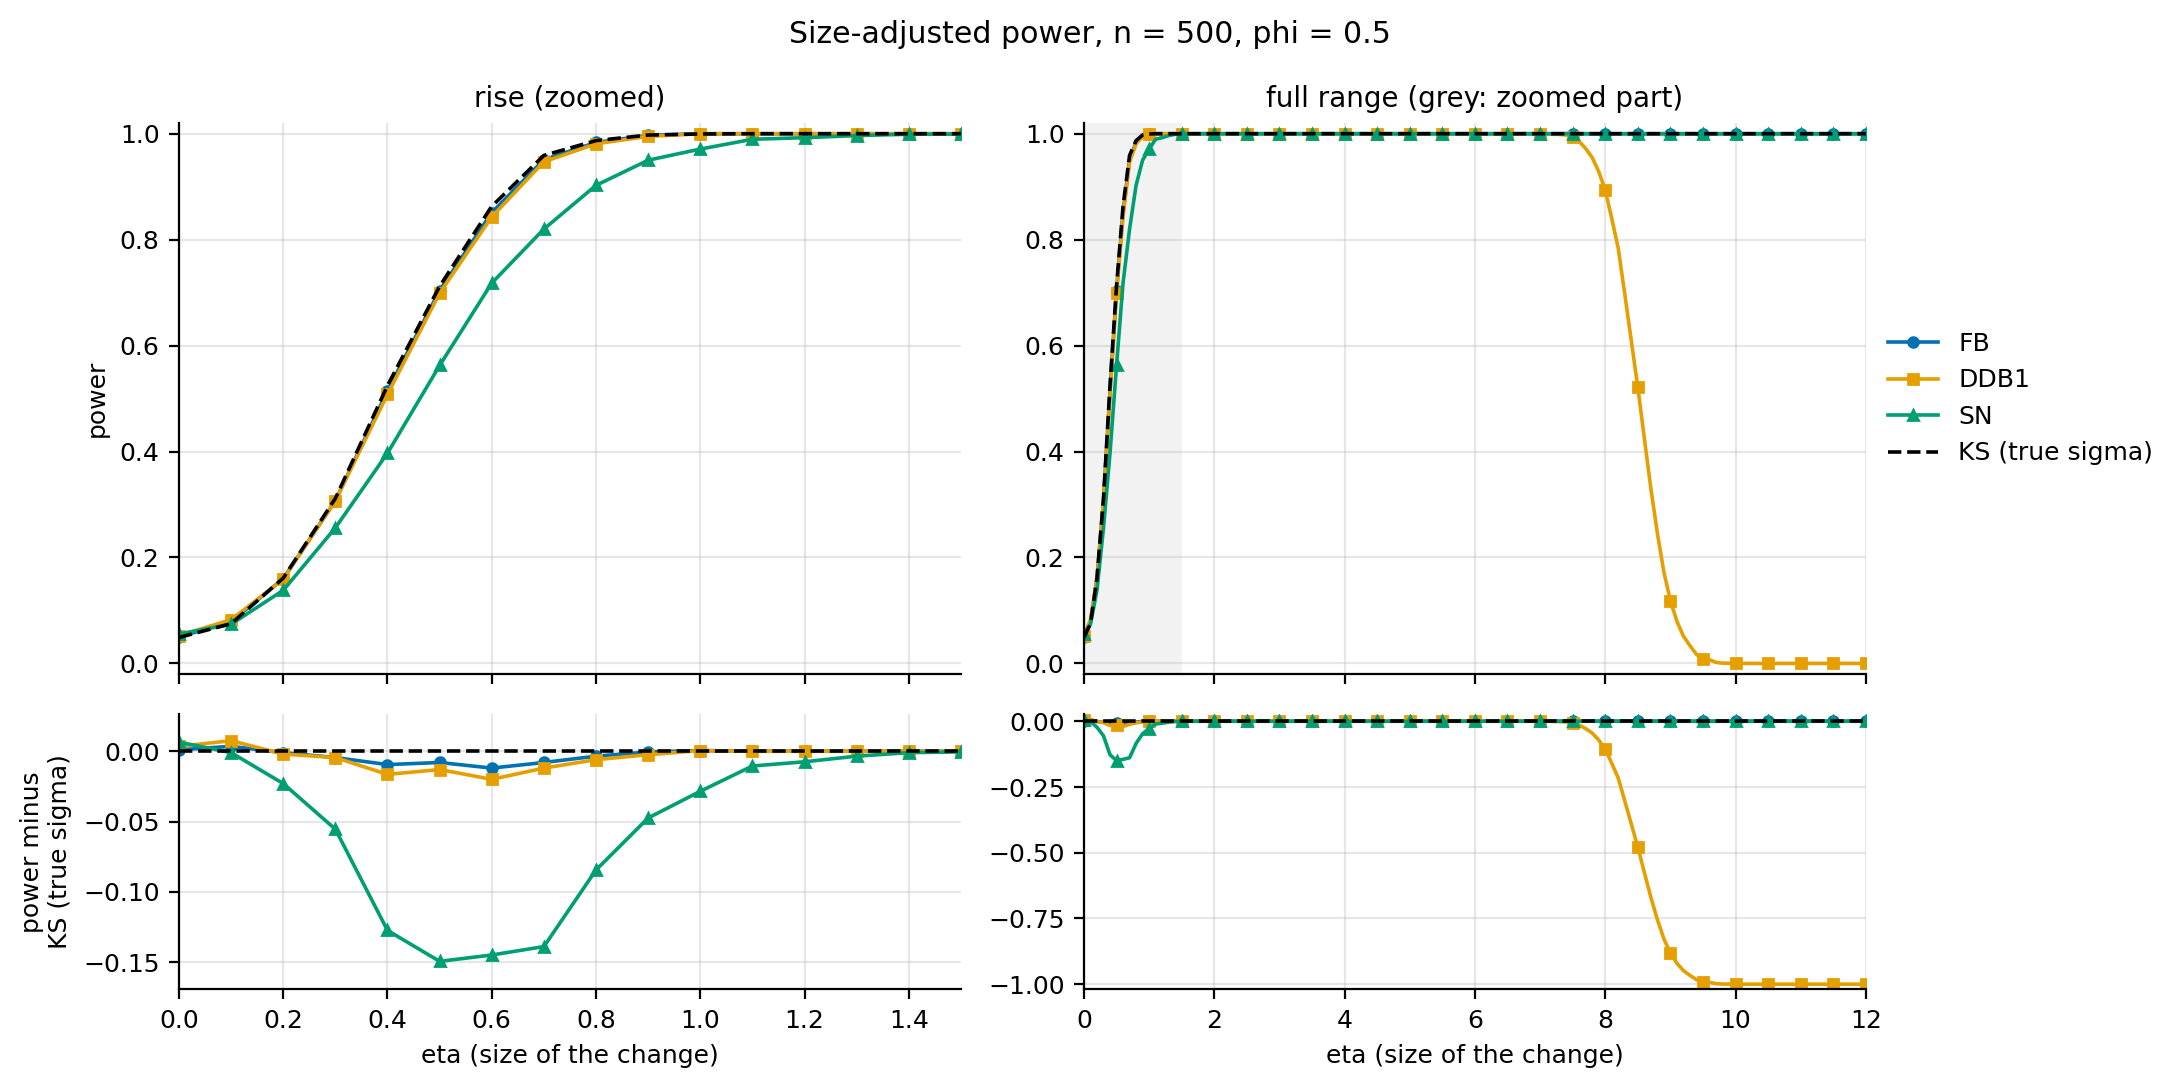 Size-adjusted power, n = 500, phi = 0.5
rise (zoomed)
1.0
0.8
0.6
0.4
0.2
0.0
power
full range (grey: zoomed part)
1.0
0.8
0.6
0.4
0.2
0.0
FB
DDB1
SN
KS (true sigma)
0.00
−0.05
−0.10
−0.15
power minus
KS (true sigma)
0.0 0.2 0.4 0.6 0.8 1.0 1.2 1.4
eta (size of the change)
0.00
−0.25
−0.50
−0.75
−1.00
0 2 4 6 8 10 12
eta (size of the change)